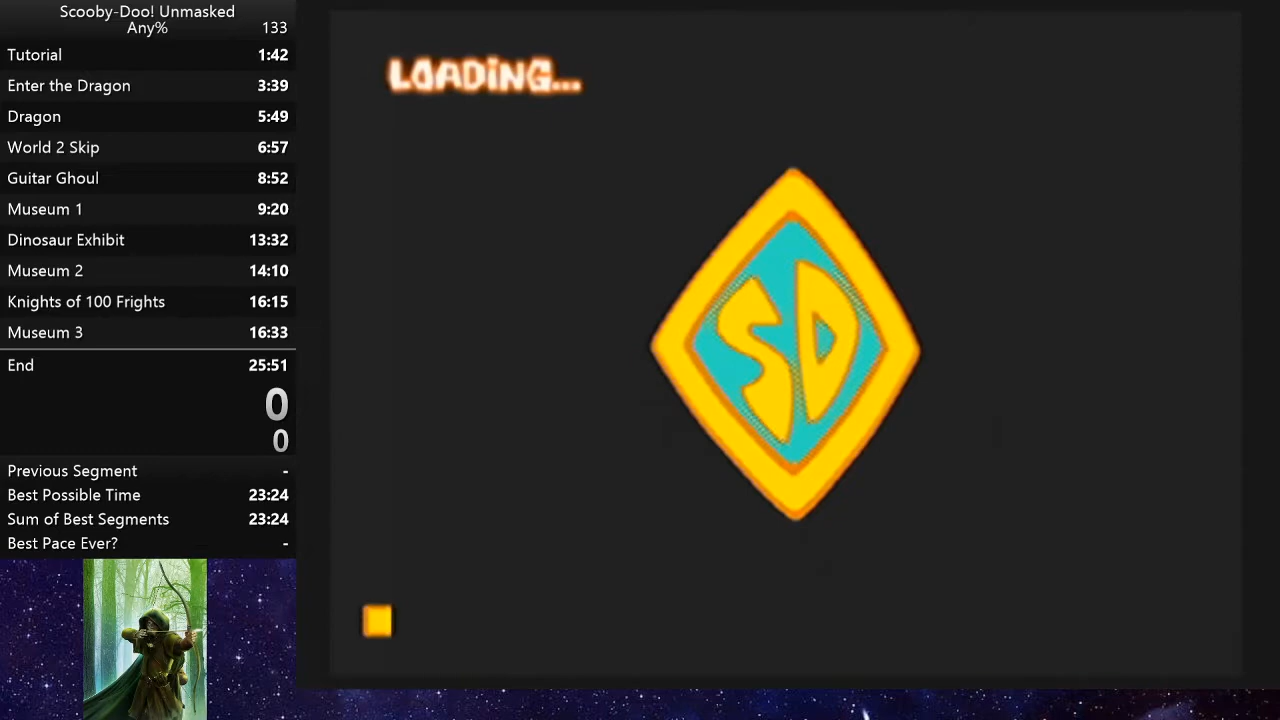 Scooby-Doo! Unmasked
Any% 133
Tutorial 1:42
Enter the Dragon 3:39
Dragon 5:49
World 2 Skip 6:57
Guitar Ghoul 8:52
Museum 1 9:20
Dinosaur Exhibit 13:32
Museum 2 14:10
Knights of 100 Frights 16:15
Museum 3 16:33
End 25:51
0
0
Previous Segment -
Best Possible Time 23:24
Sum of Best Segments 23:24
Best Pace Ever? -
LOADING...
SD